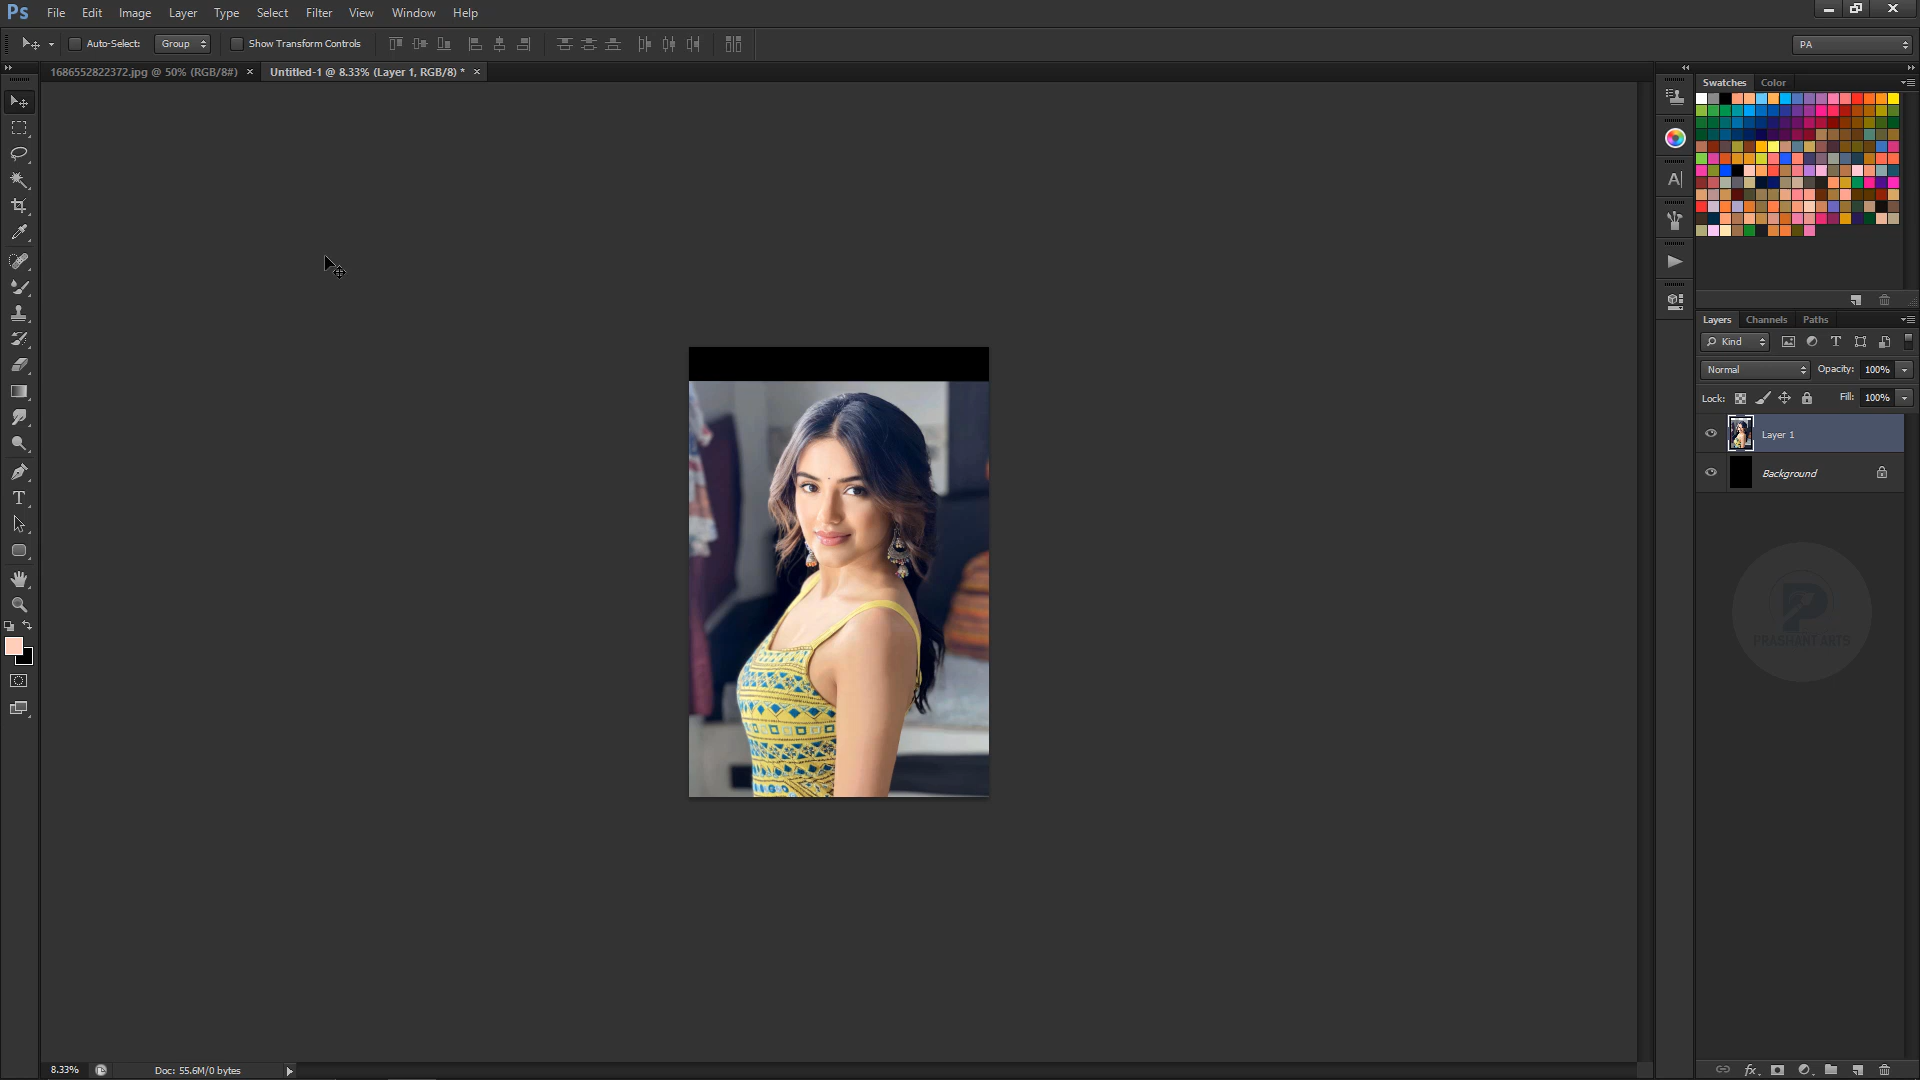 Ps File Edit Image Layer Type Select Filter View Window Help
Auto-Select: Group Show Transform Controls PA
1686552822372.jpg @ 50% (RGB/8#) × Untitled-1 @ 8.33% (Layer 1, RGB/8) * ×
Swatches Color
Layers Channels Paths
Kind
Normal Opacity: 100%
Lock: Fill: 100%
Layer 1
Background
PRASHANT ARTS
8.33% Doc: 55.6M/0 bytes